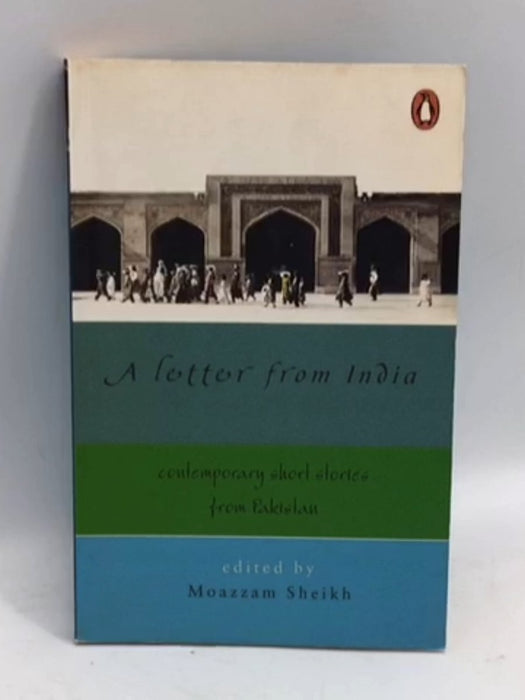 A letter from India
contemporary short stories
from Pakistan
edited by
Moazzam Sheikh